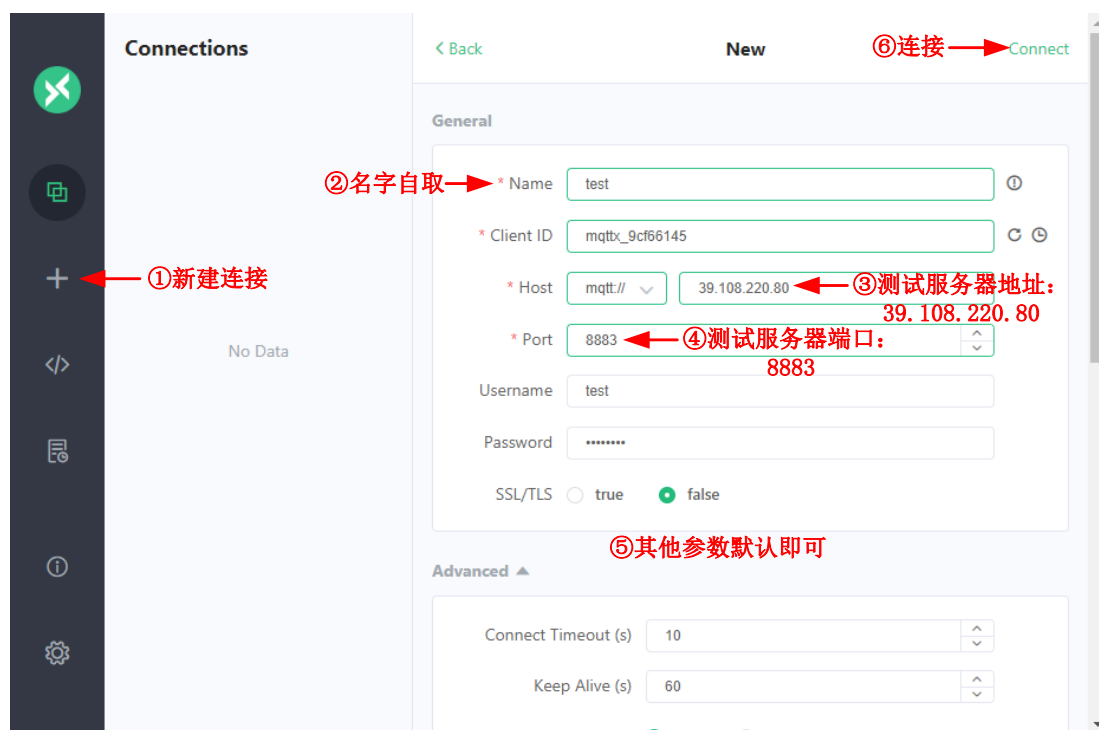 Connections
< Back
New
⑥连接
Connect
General
②名字自取
* Name
test
* Client ID
mqttx_9cf66145
①新建连接
* Host
mqtt://
39.108.220.80
③测试服务器地址:
39.108.220.80
* Port
8883
④测试服务器端口:
8883
No Data
</>
Username
test
Password
••••••••
SSL/TLS
true
false
⑤其他参数默认即可
Advanced
Connect Timeout (s)
10
Keep Alive (s)
60